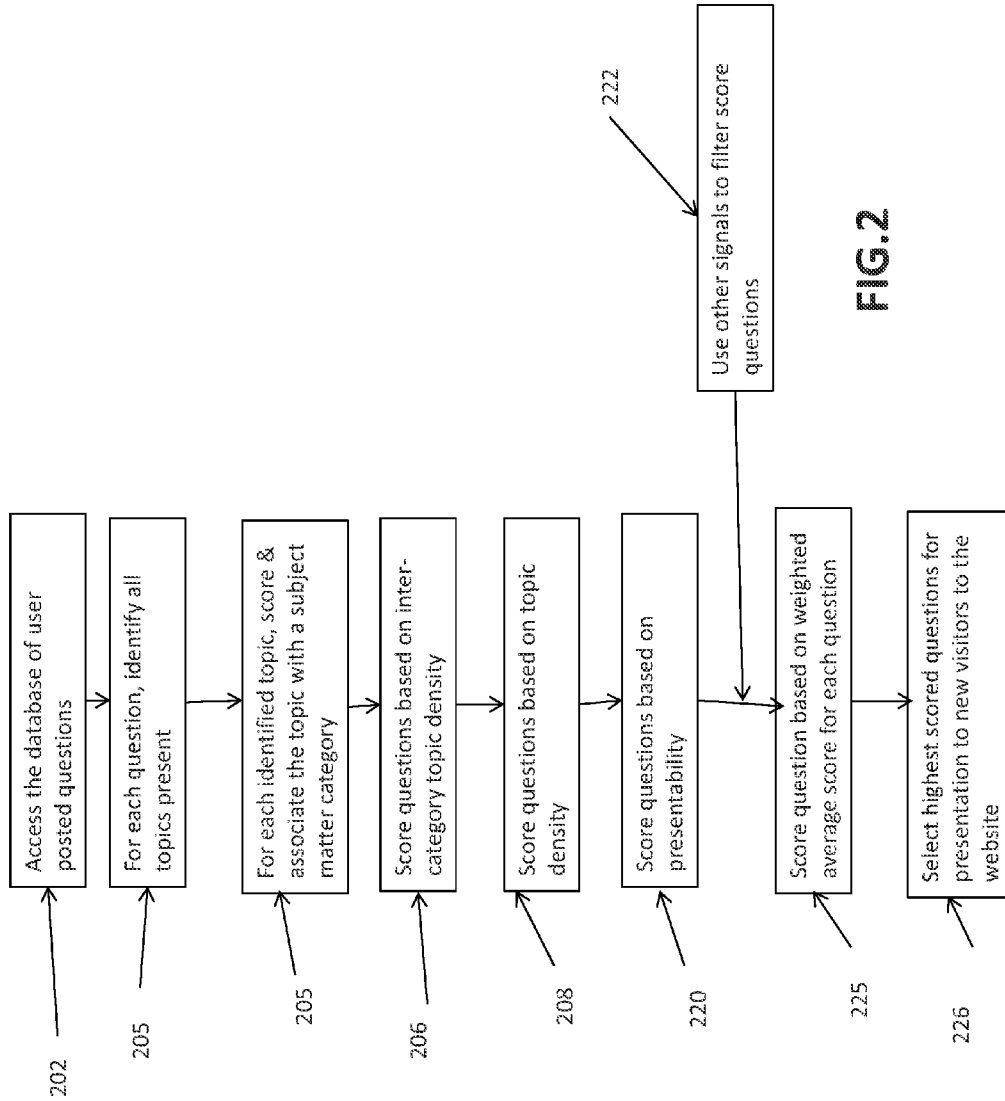 Access the database of user
posted questions
202
For each question, identify all
topics present
205
For each identified topic, score &
associate the topic with a subject
matter category
205
Score questions based on inter-
category topic density
206
Score questions based on topic
density
208
Score questions based on
presentability
220
Use other signals to filter score
questions
222
Score question based on weighted
average score for each question
225
Select highest scored questions for
presentation to new visitors to the
website
226
FIG.2